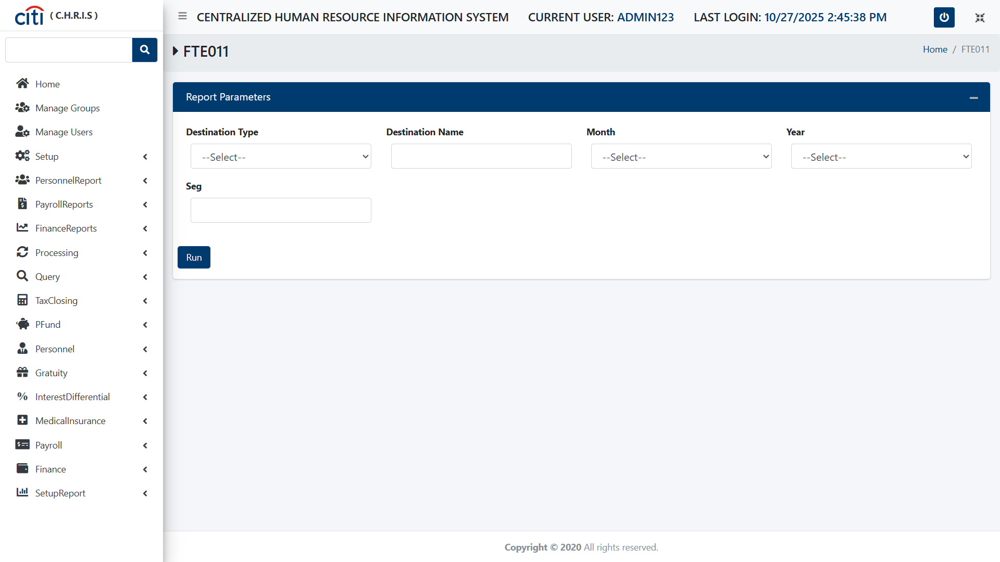 citi ( C.H.R.I.S )
CENTRALIZED HUMAN RESOURCE INFORMATION SYSTEM CURRENT USER: ADMIN123 LAST LOGIN: 10/27/2025 2:45:38 PM
FTE011
Home / FTE011
Home
Manage Groups
Manage Users
Setup
PersonnelReport
PayrollReports
FinanceReports
Processing
Query
TaxClosing
PFund
Personnel
Gratuity
% InterestDifferential
MedicalInsurance
Payroll
Finance
SetupReport
Report Parameters
Destination Type Destination Name Month Year
--Select-- --Select-- --Select--
Seg
Run
Copyright © 2020 All rights reserved.